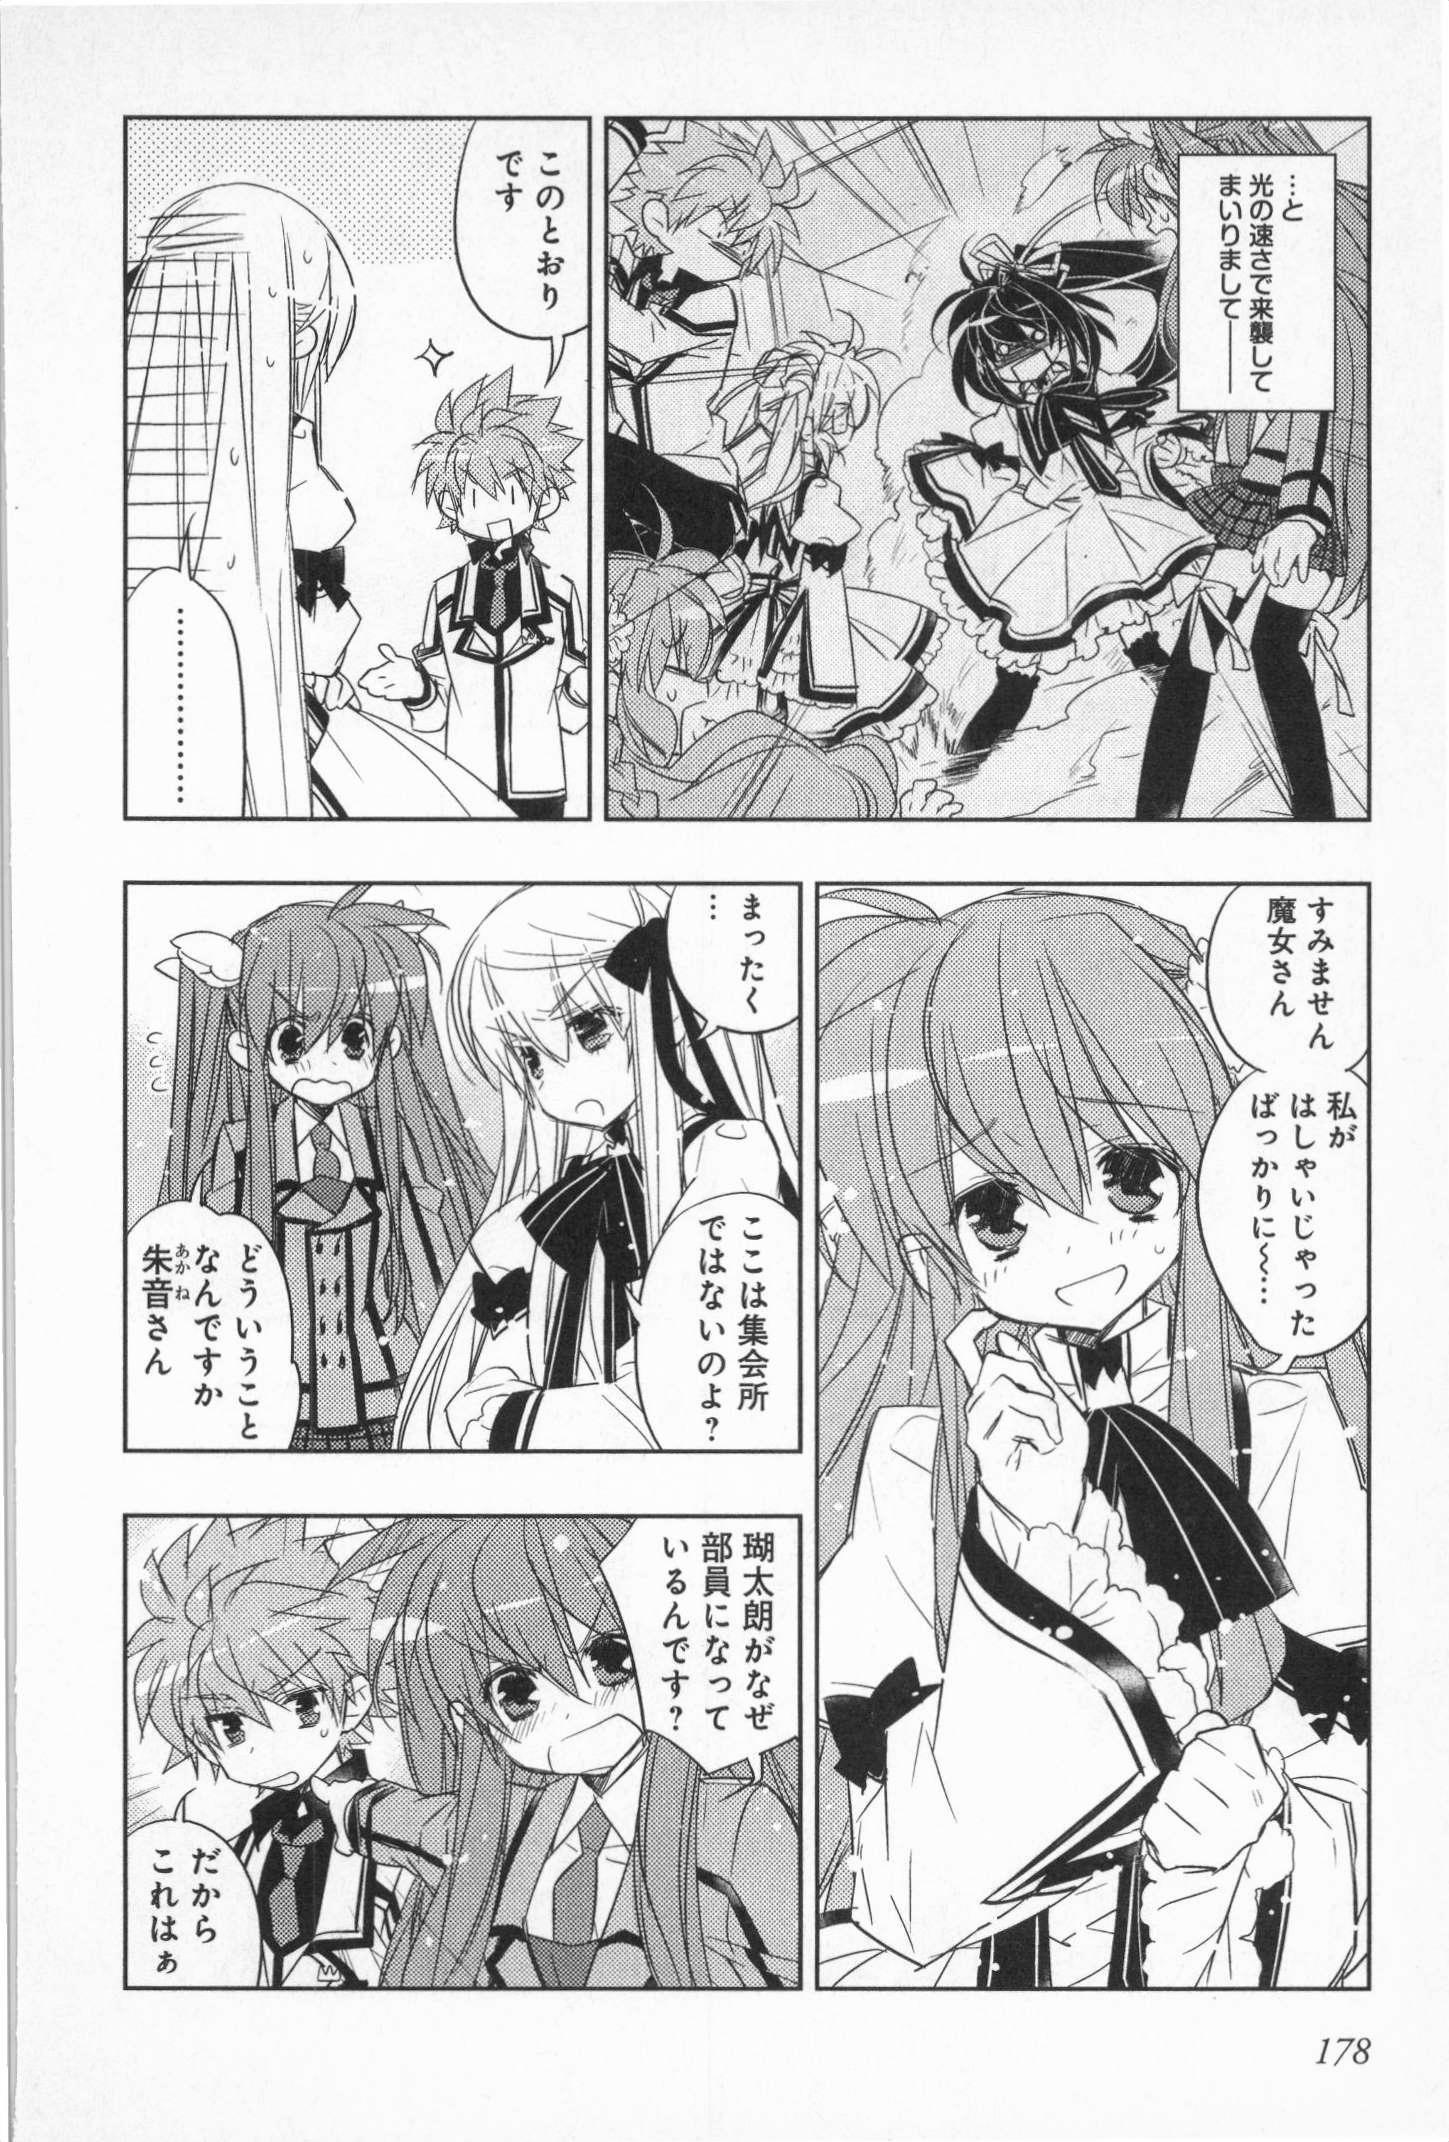 …と
光の速さで来襲して
まいりまして――
このとおり
です
…………
すみません
魔女さん
私が
はしゃいじゃった
ばっかりに～…
まったく
…
ここは集会所
ではないのよ？
どういうこと
なんですか
朱音さん
あかね
瑚太朗がなぜ
部員になって
いるんです？
だから
これはぁ
178